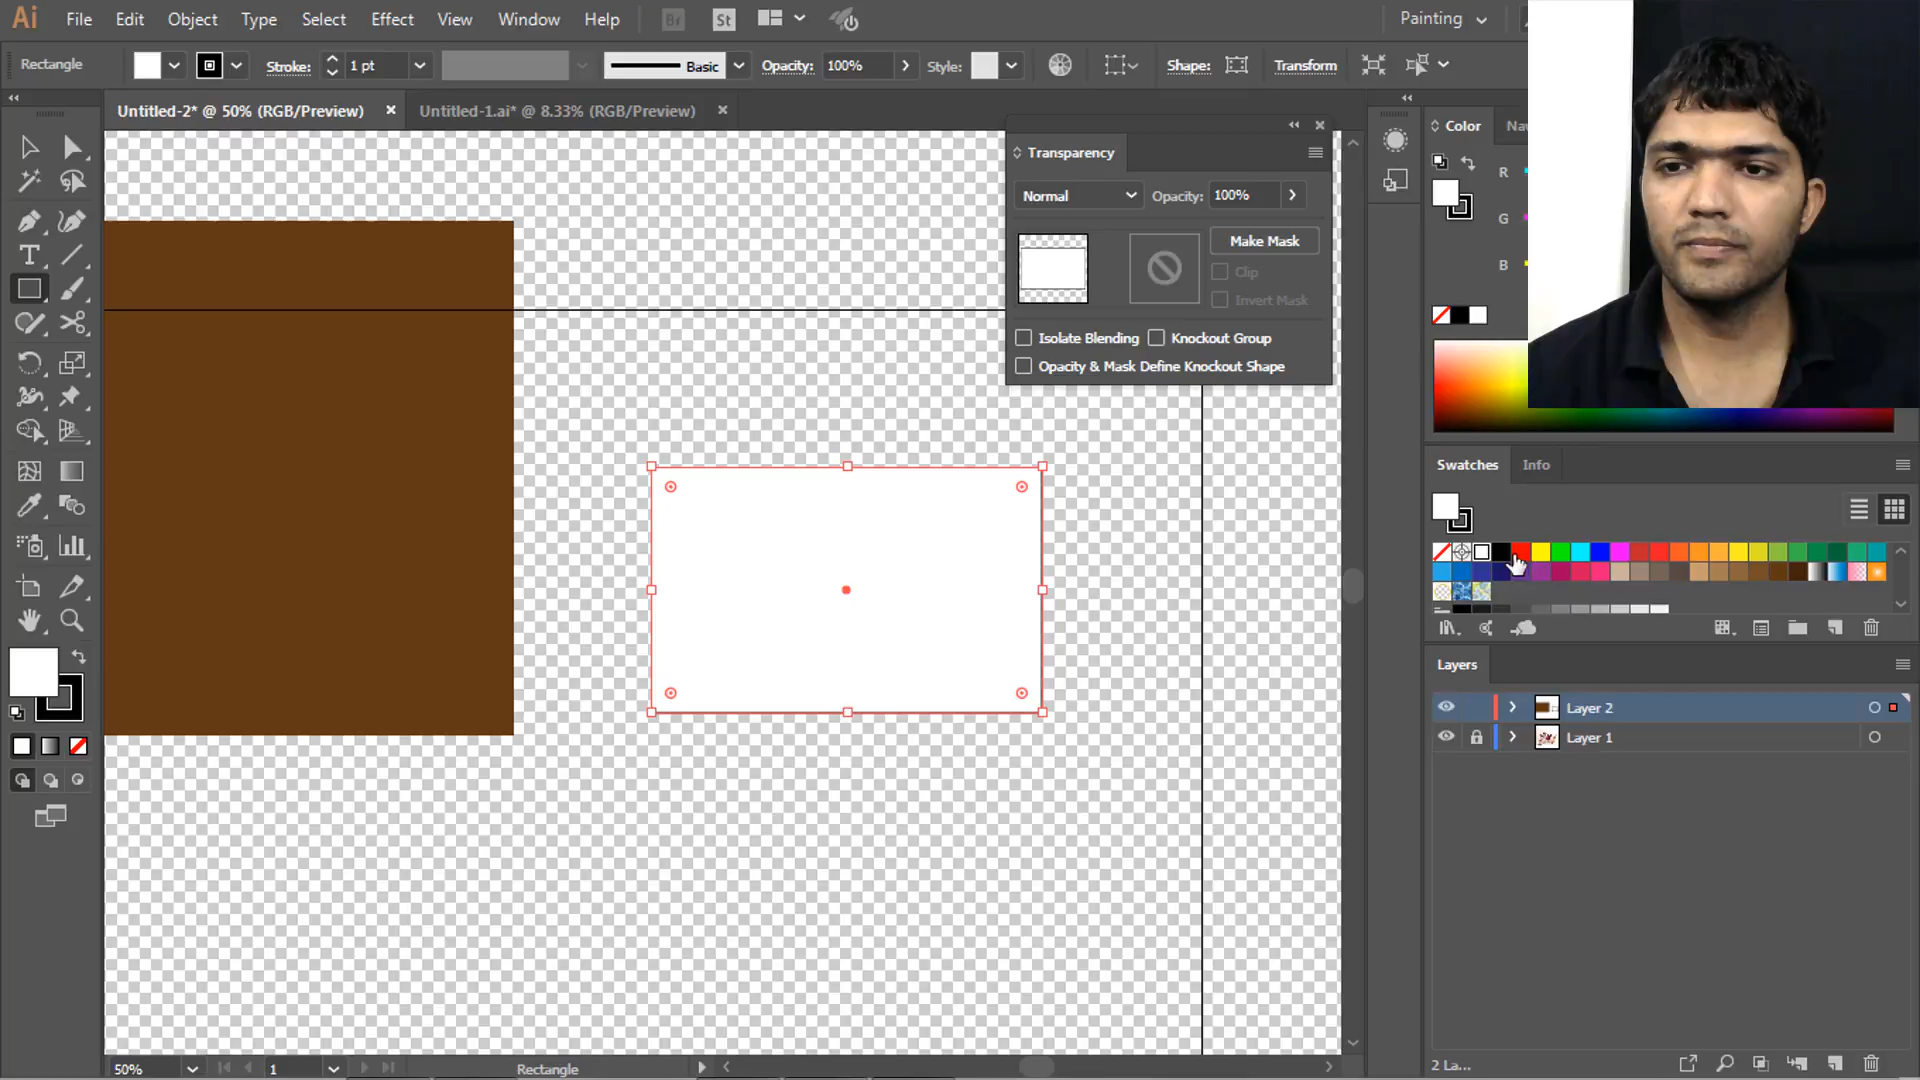 Ai File Edit Object Type Select Effect View Window Help Br St Painting
Rectangle Stroke: 1 pt Basic Opacity: 100% Style: Shape: Transform
Untitled-2* @ 50% (RGB/Preview) Untitled-1.ai* @ 8.33% (RGB/Preview)
Transparency
Normal Opacity: 100%
Make Mask
Clip
Invert Mask
Isolate Blending Knockout Group
Opacity & Mask Define Knockout Shape
Color
R
G
B
Swatches Info
Layers
Layer 2
Layer 1
50% 1 Rectangle 2 La...